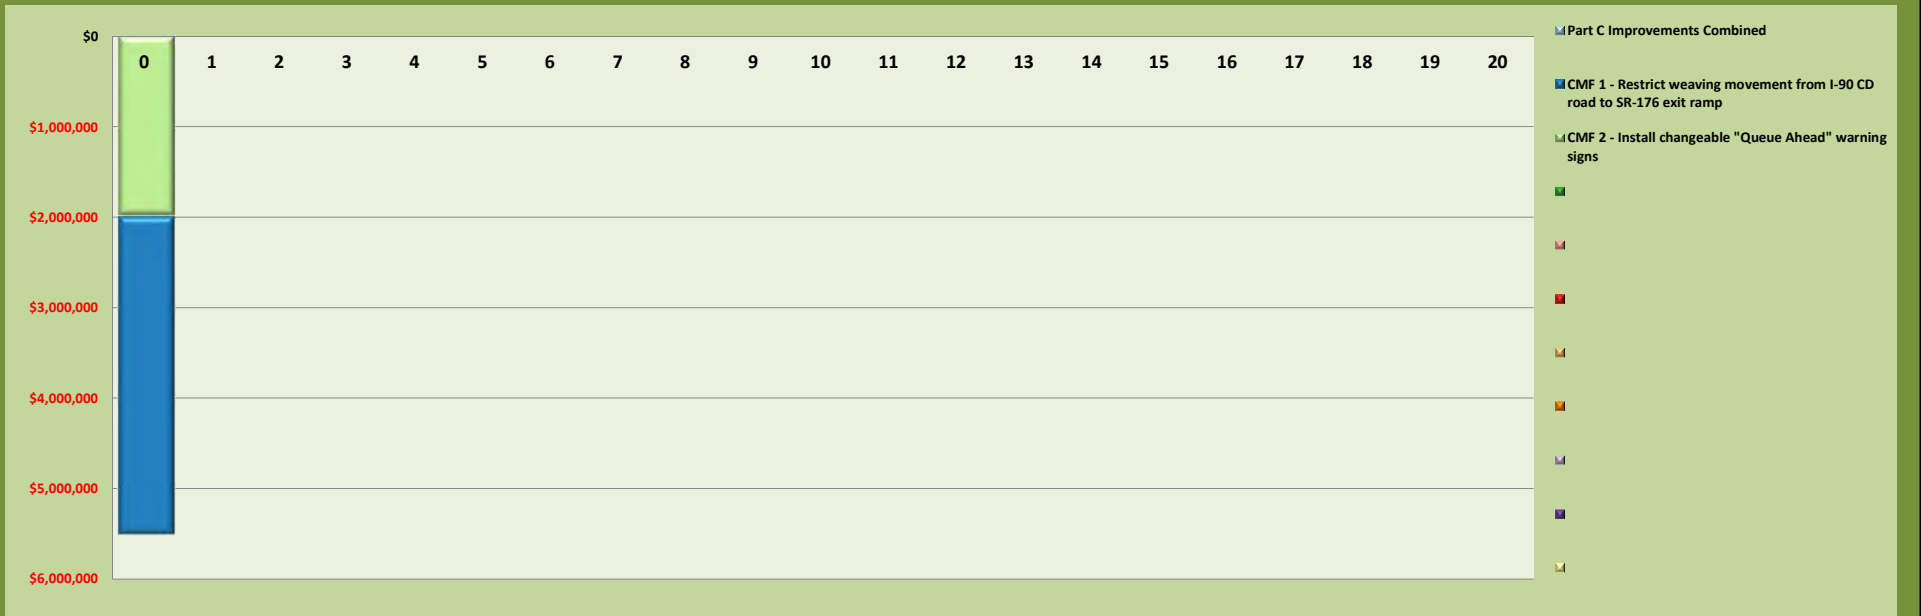 $0
0 1 2 3 4 5 6 7 8 9 10 11 12 13 14 15 16 17 18 19 20
$1,000,000
$2,000,000
$3,000,000
$4,000,000
$5,000,000
$6,000,000
Part C Improvements Combined
CMF 1 - Restrict weaving movement from I-90 CD
road to SR-176 exit ramp
CMF 2 - Install changeable "Queue Ahead" warning
signs